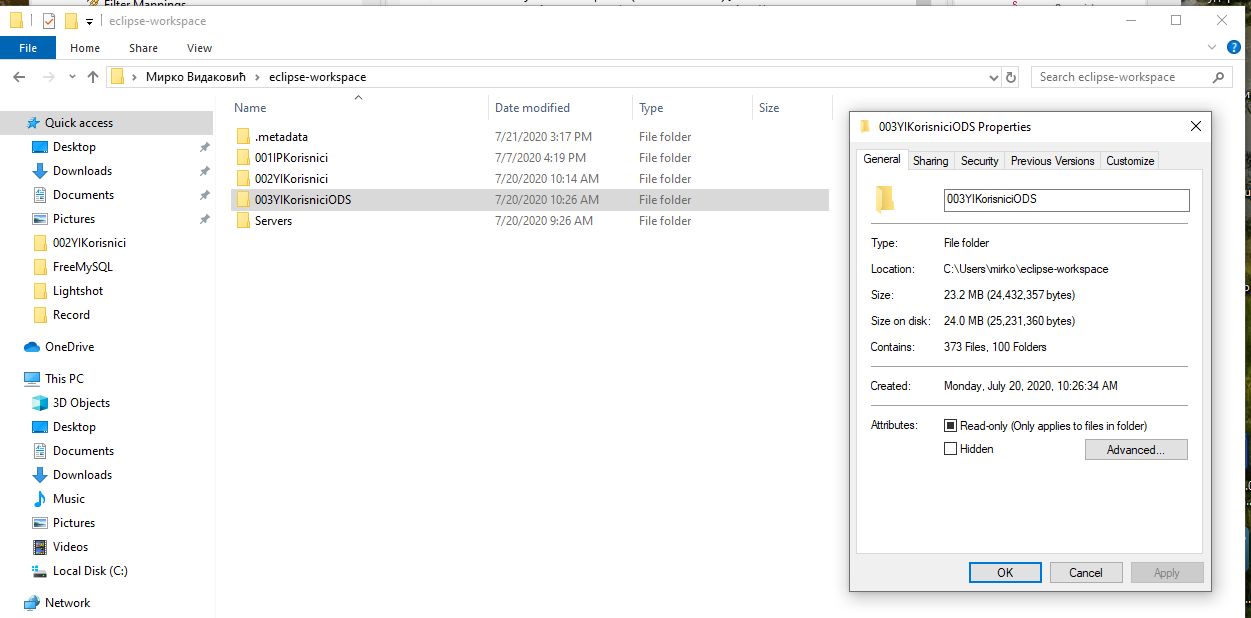 Filter Mappings
eclipse-workspace
File Home Share View
Мирко Видаковић eclipse-workspace
Search eclipse-workspace
Name Date modified Type Size
Quick access
Desktop
Downloads
Documents
Pictures
002YIKorisnici
FreeMySQL
Lightshot
Record
OneDrive
This PC
3D Objects
Desktop
Documents
Downloads
Music
Pictures
Videos
Local Disk (C:)
Network
.metadata 7/21/2020 3:17 PM File folder
001IPKorisnici 7/7/2020 4:19 PM File folder
002YIKorisnici 7/20/2020 10:14 AM File folder
003YIKorisniciODS 7/20/2020 10:26 AM File folder
Servers 7/20/2020 9:26 AM File folder
003YIKorisniciODS Properties
General Sharing Security Previous Versions Customize
003YIKorisniciODS
Type: File folder
Location: C:\Users\mirko\eclipse-workspace
Size: 23.2 MB (24,432,357 bytes)
Size on disk: 24.0 MB (25,231,360 bytes)
Contains: 373 Files, 100 Folders
Created: Monday, July 20, 2020, 10:26:34 AM
Attributes: Read-only (Only applies to files in folder)
Hidden Advanced...
OK Cancel Apply